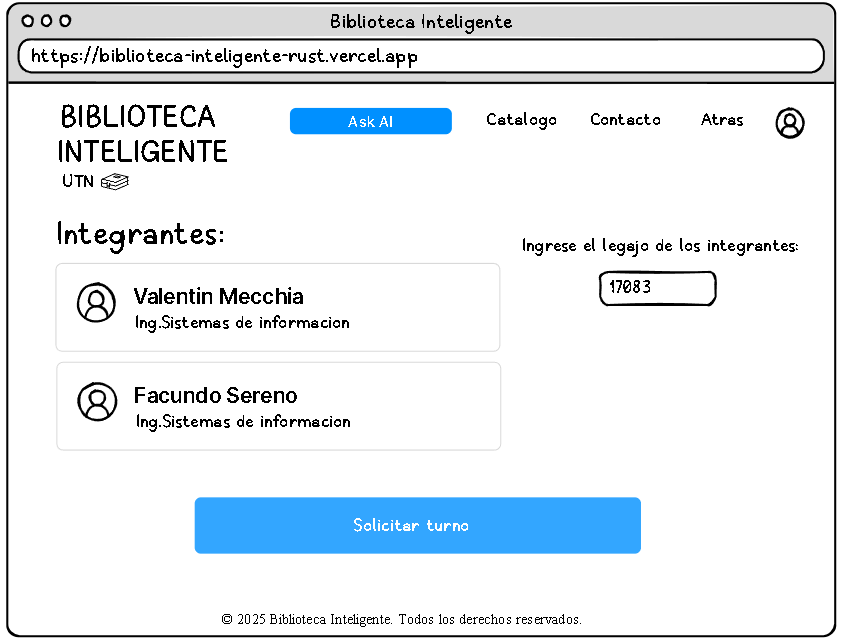 Biblioteca Inteligente
https://biblioteca-inteligente-rust.vercel.app
BIBLIOTECA
INTELIGENTE
UTN
Ask AI
Catalogo
Contacto
Atras
Integrantes:
Valentin Mecchia
Ing.Sistemas de informacion
Facundo Sereno
Ing.Sistemas de informacion
Ingrese el legajo de los integrantes:
17083
Solicitar turno
© 2025 Biblioteca Inteligente. Todos los derechos reservados.